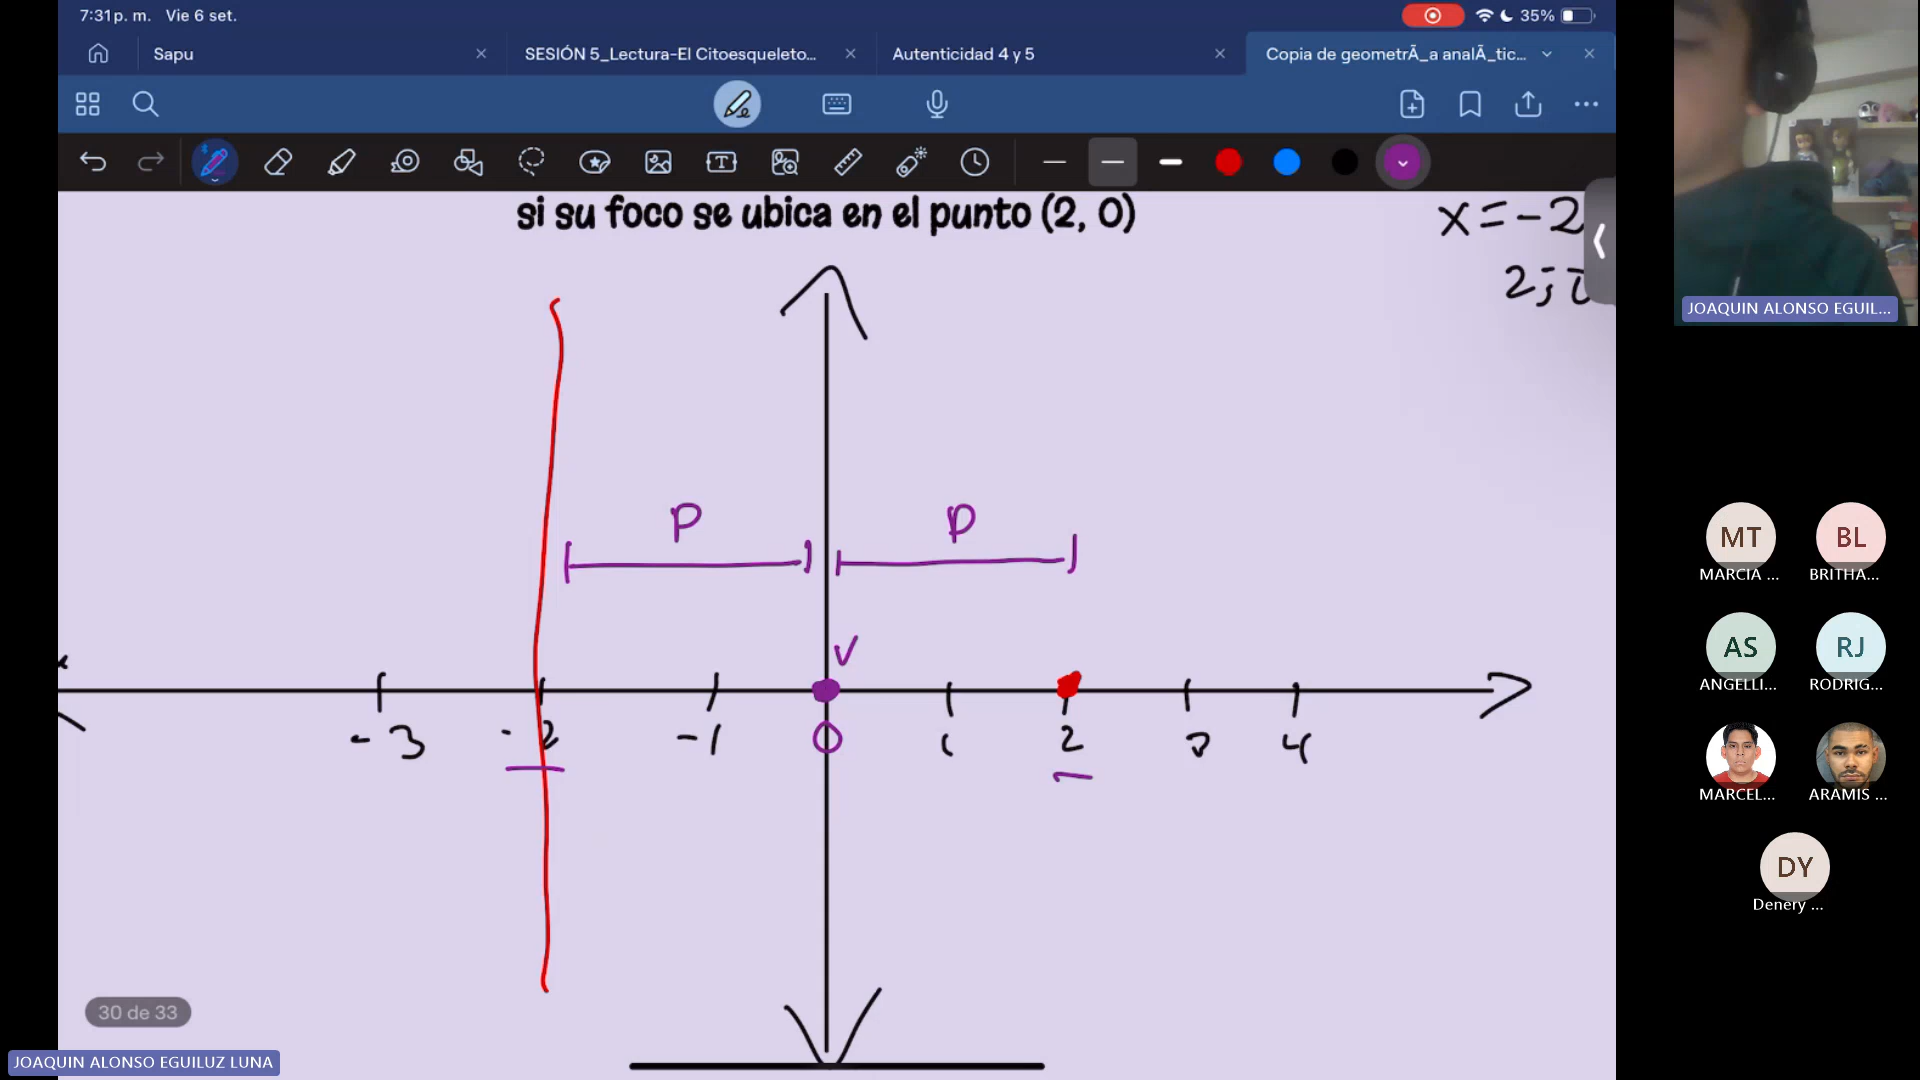 7:31 p. m. Vie 6 set.
35%
Sapu
SESIÓN 5_Lectura-El Citoesqueleto...
Autenticidad 4 y 5
Copia de geometrÃ_a analÃ_tic...
si su foco se ubica en el punto (2, 0)
x=-2
2;0
P
P
V
-3 -2 -1 0 1 2 3 4
30 de 33
JOAQUIN ALONSO EGUILUZ LUNA
JOAQUIN ALONSO EGUIL...
MT
MARCIA ...
BL
BRITHA...
AS
ANGELLI...
RJ
RODRIG...
MARCEL...
ARAMIS ...
DY
Denery ...